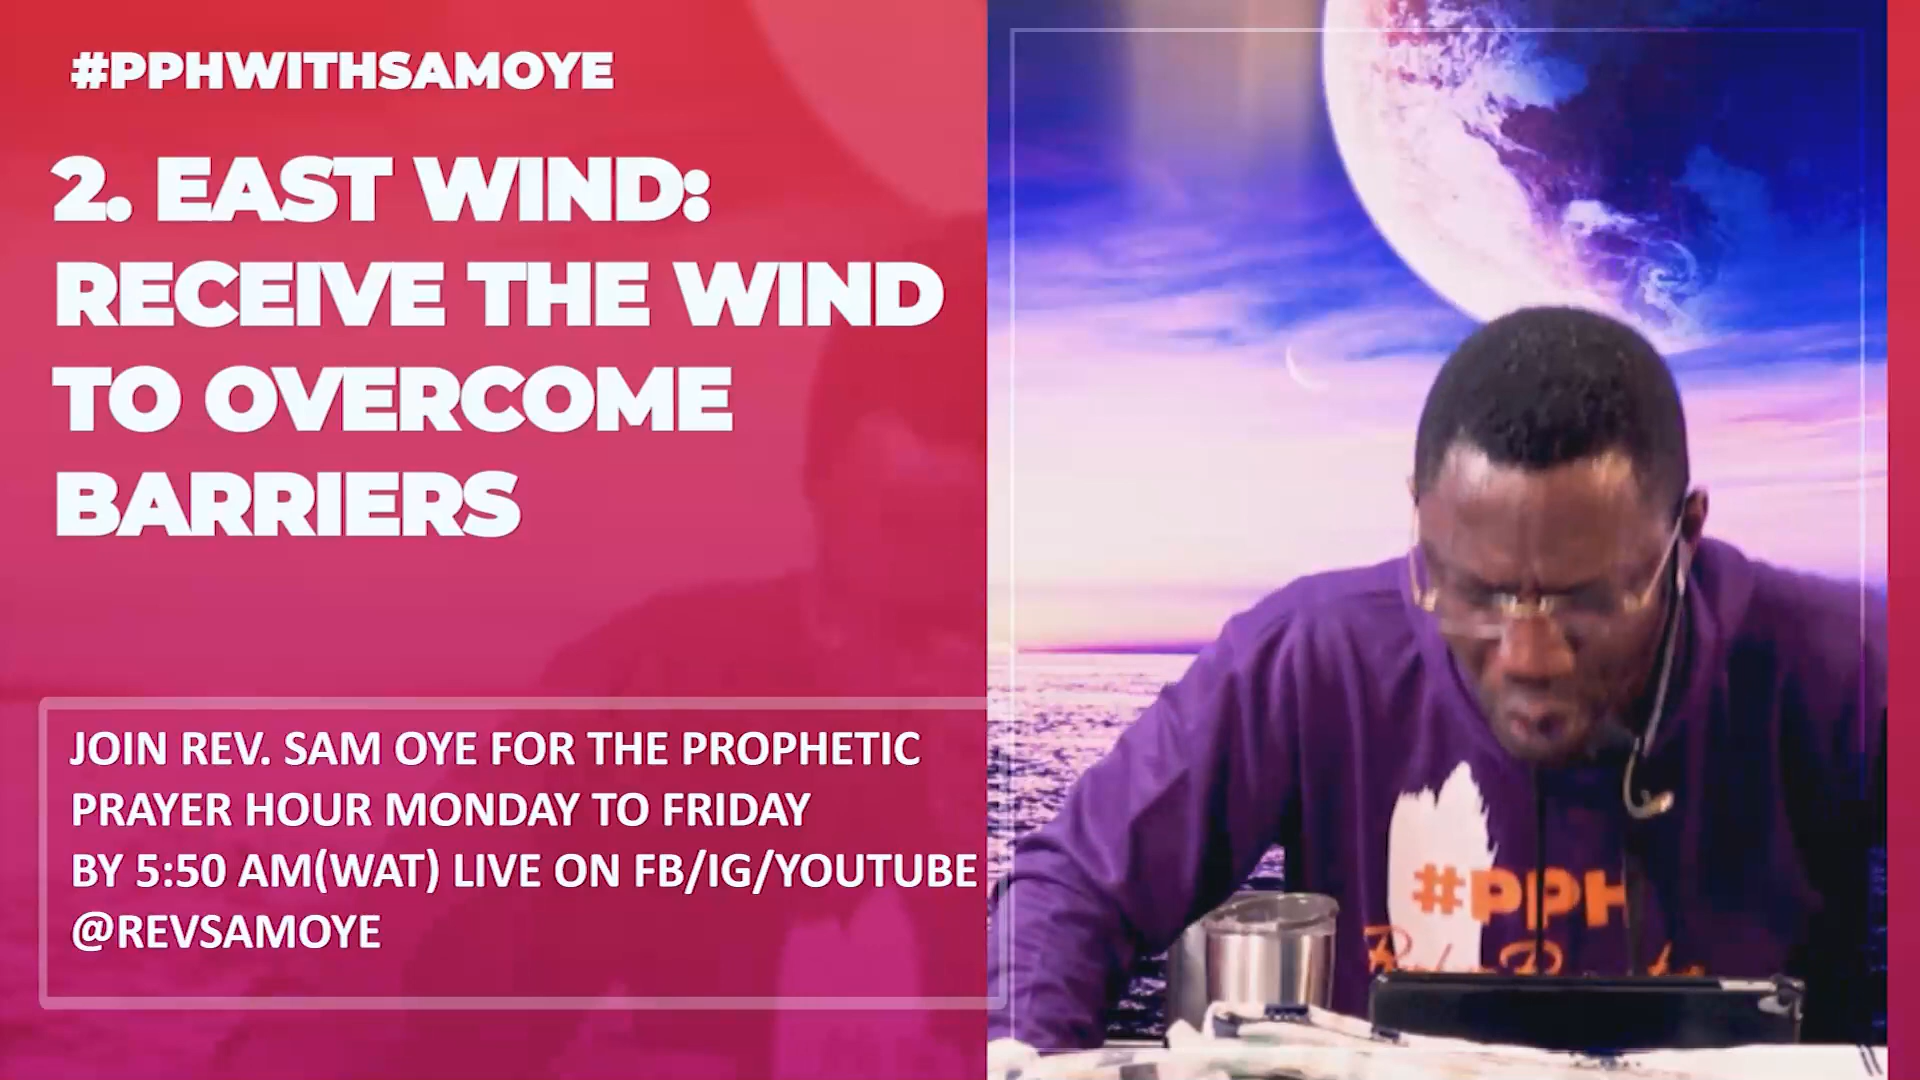 #PPHWITHSAMOYE
2. EAST WIND:
RECEIVE THE WIND
TO OVERCOME
BARRIERS
JOIN REV. SAM OYE FOR THE PROPHETIC
PRAYER HOUR MONDAY TO FRIDAY
BY 5:50 AM(WAT) LIVE ON FB/IG/YOUTUBE
@REVSAMOYE
#PPH